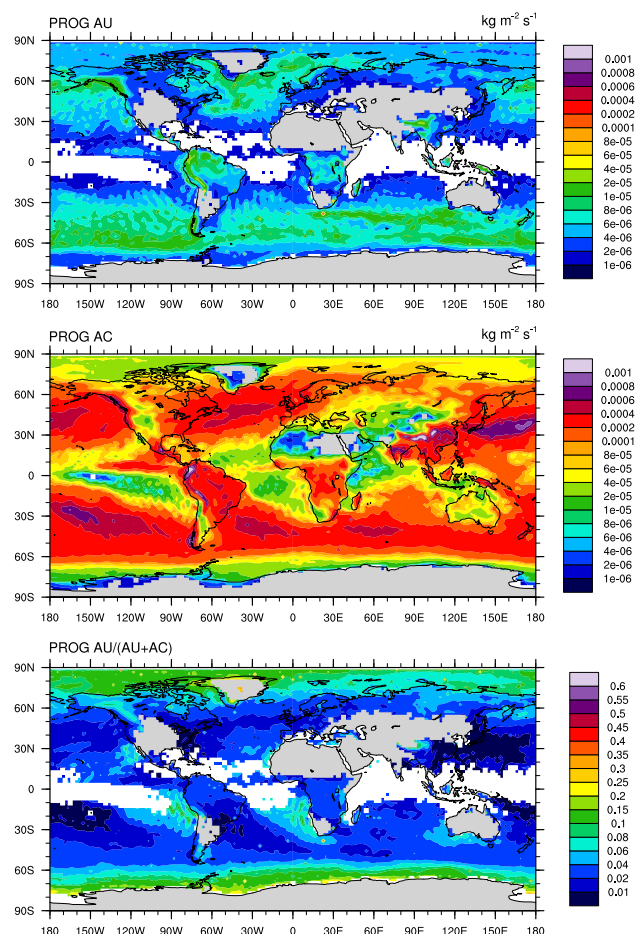 PROG AU kg m⁻² s⁻¹
90N
60N
30N
0
30S
60S
90S
180 150W 120W 90W 60W 30W 0 30E 60E 90E 120E 150E 180
0.001
0.0008
0.0006
0.0004
0.0002
0.0001
8e-05
6e-05
4e-05
2e-05
1e-05
8e-06
6e-06
4e-06
2e-06
1e-06
PROG AC kg m⁻² s⁻¹
90N
60N
30N
0
30S
60S
90S
180 150W 120W 90W 60W 30W 0 30E 60E 90E 120E 150E 180
0.001
0.0008
0.0006
0.0004
0.0002
0.0001
8e-05
6e-05
4e-05
2e-05
1e-05
8e-06
6e-06
4e-06
2e-06
1e-06
PROG AU/(AU+AC)
90N
60N
30N
0
30S
60S
90S
180 150W 120W 90W 60W 30W 0 30E 60E 90E 120E 150E 180
0.6
0.55
0.5
0.45
0.4
0.35
0.3
0.25
0.2
0.15
0.1
0.08
0.06
0.04
0.02
0.01